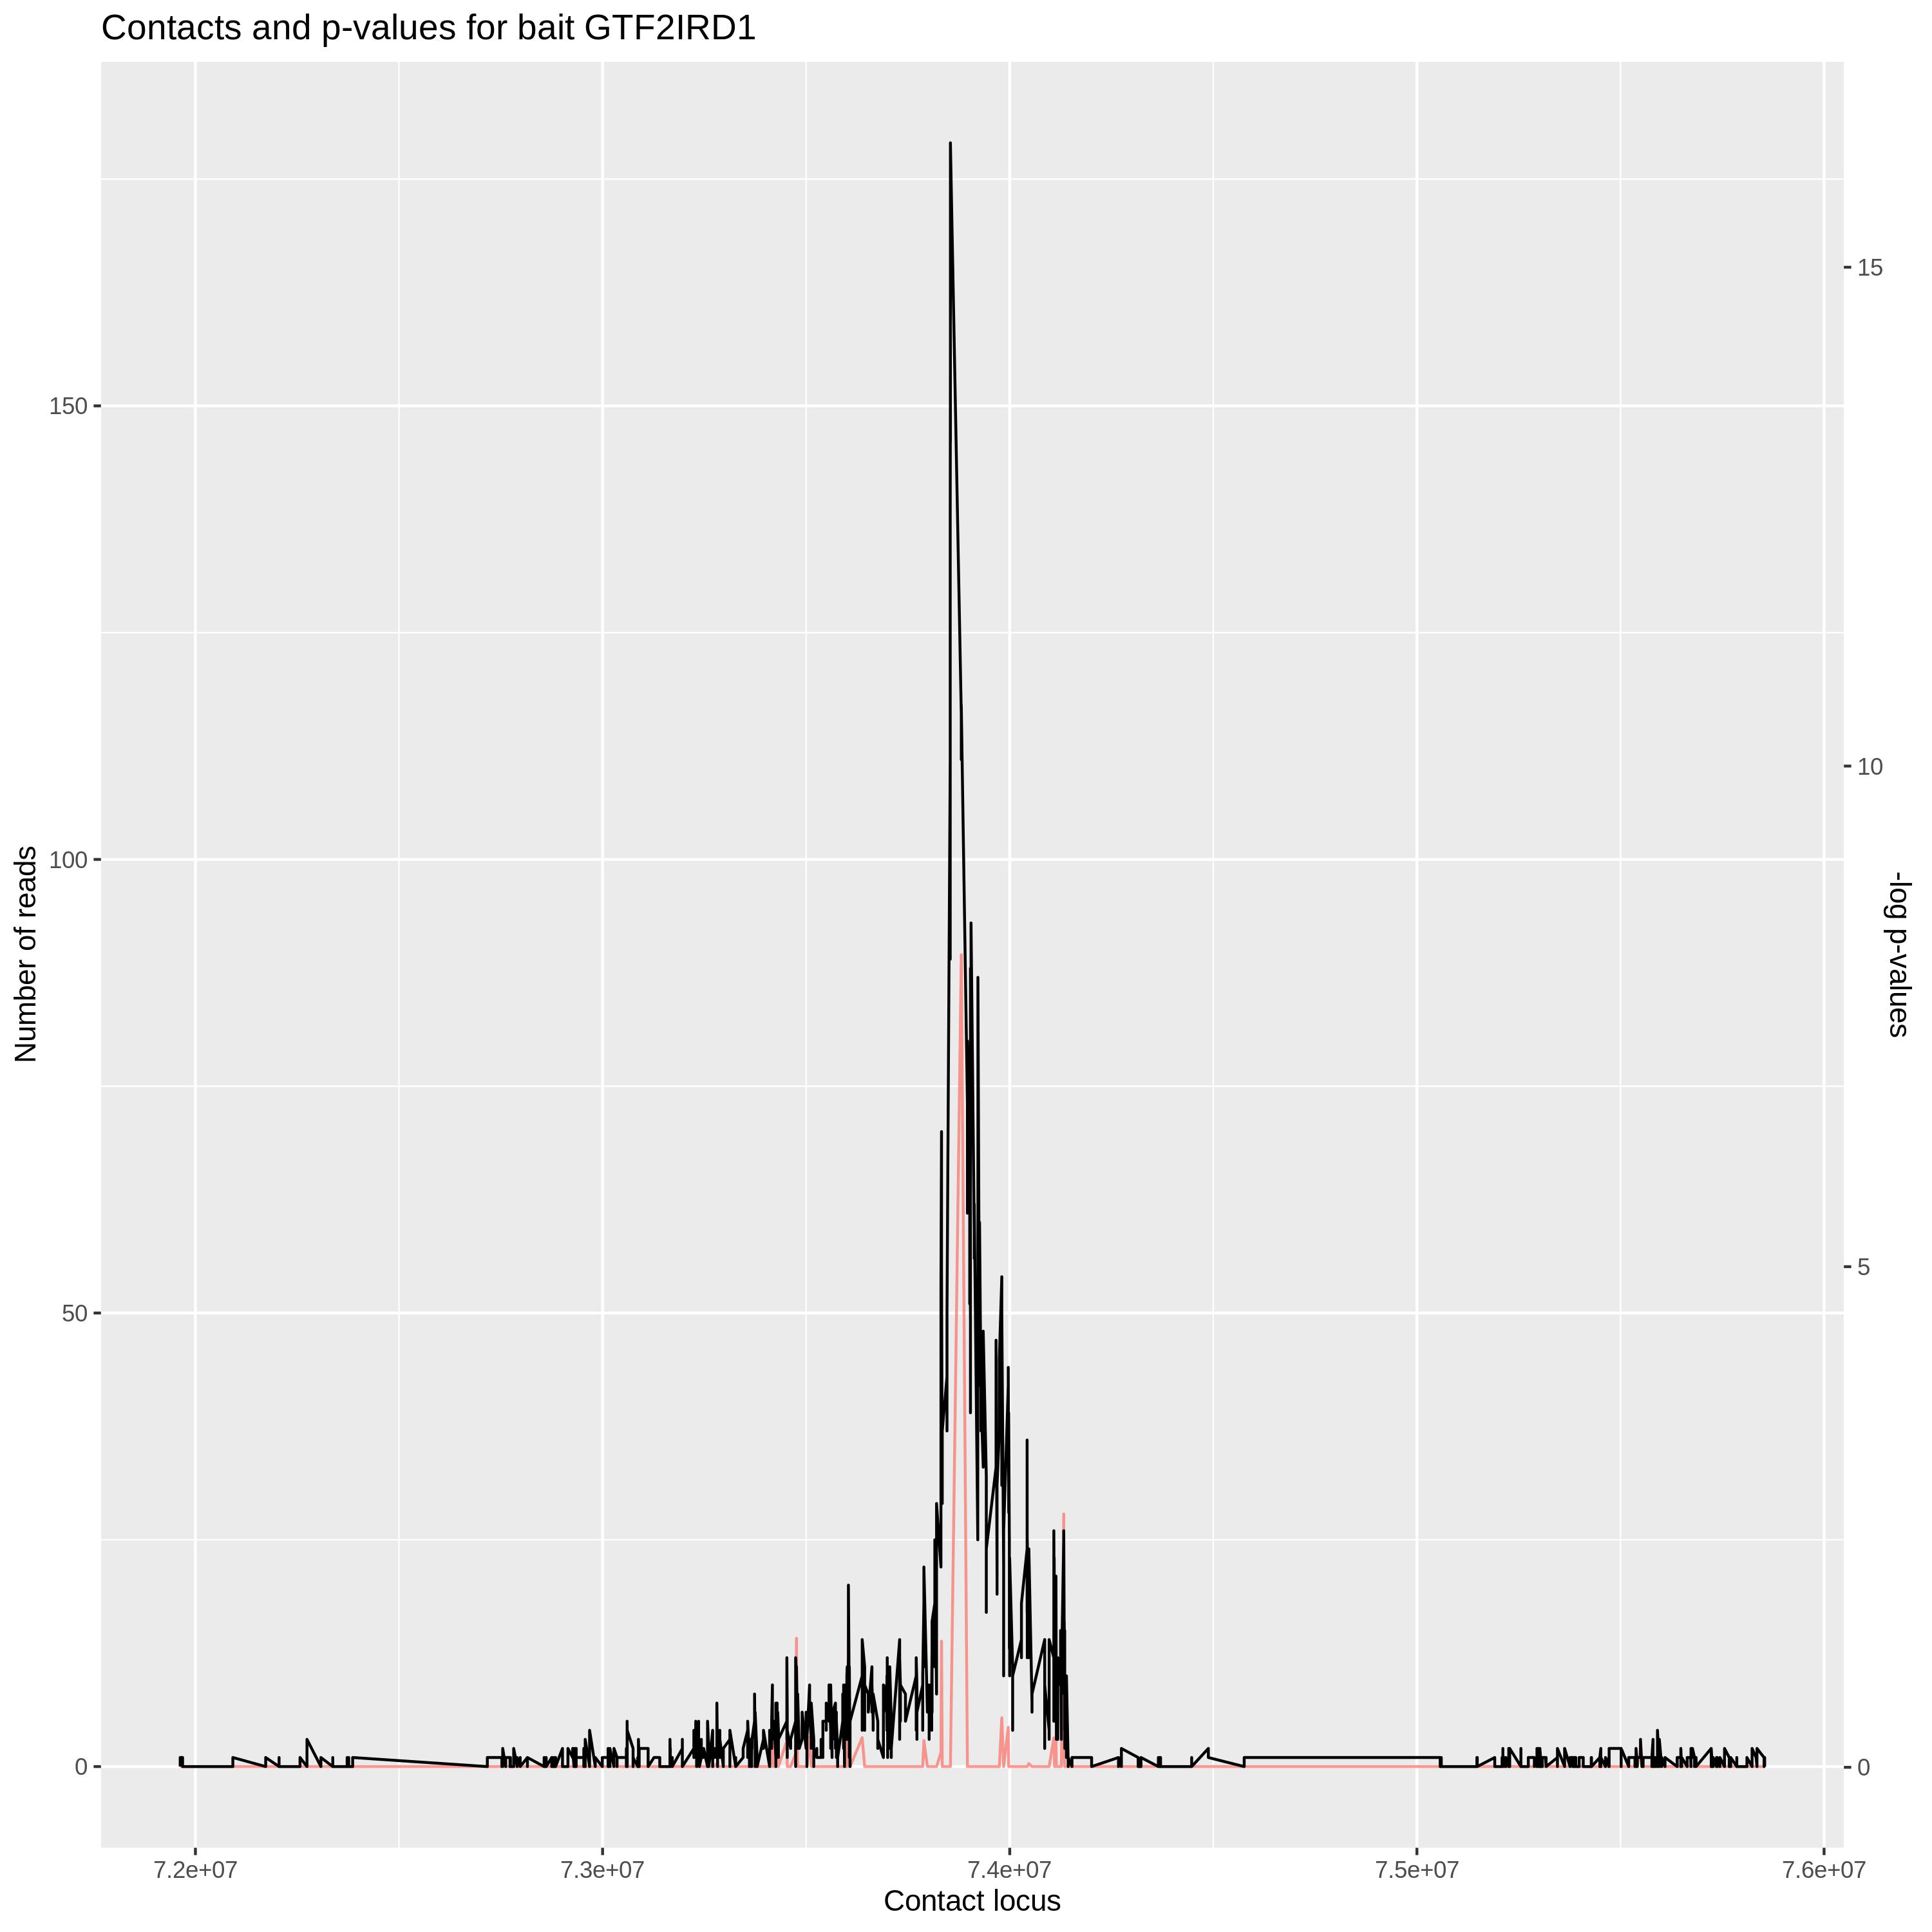 Contacts and p-values for bait GTF2IRD1
Number of reads
150
100
50
0
15
10
5
0
-log p-values
7.2e+07
7.3e+07
7.4e+07
7.5e+07
7.6e+07
Contact locus